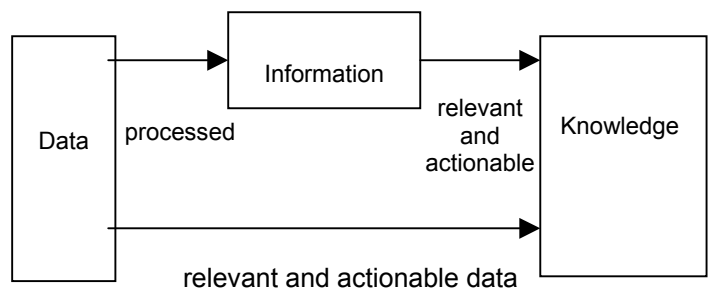 Data
processed
Information
relevant
and
actionable
Knowledge
relevant and actionable data